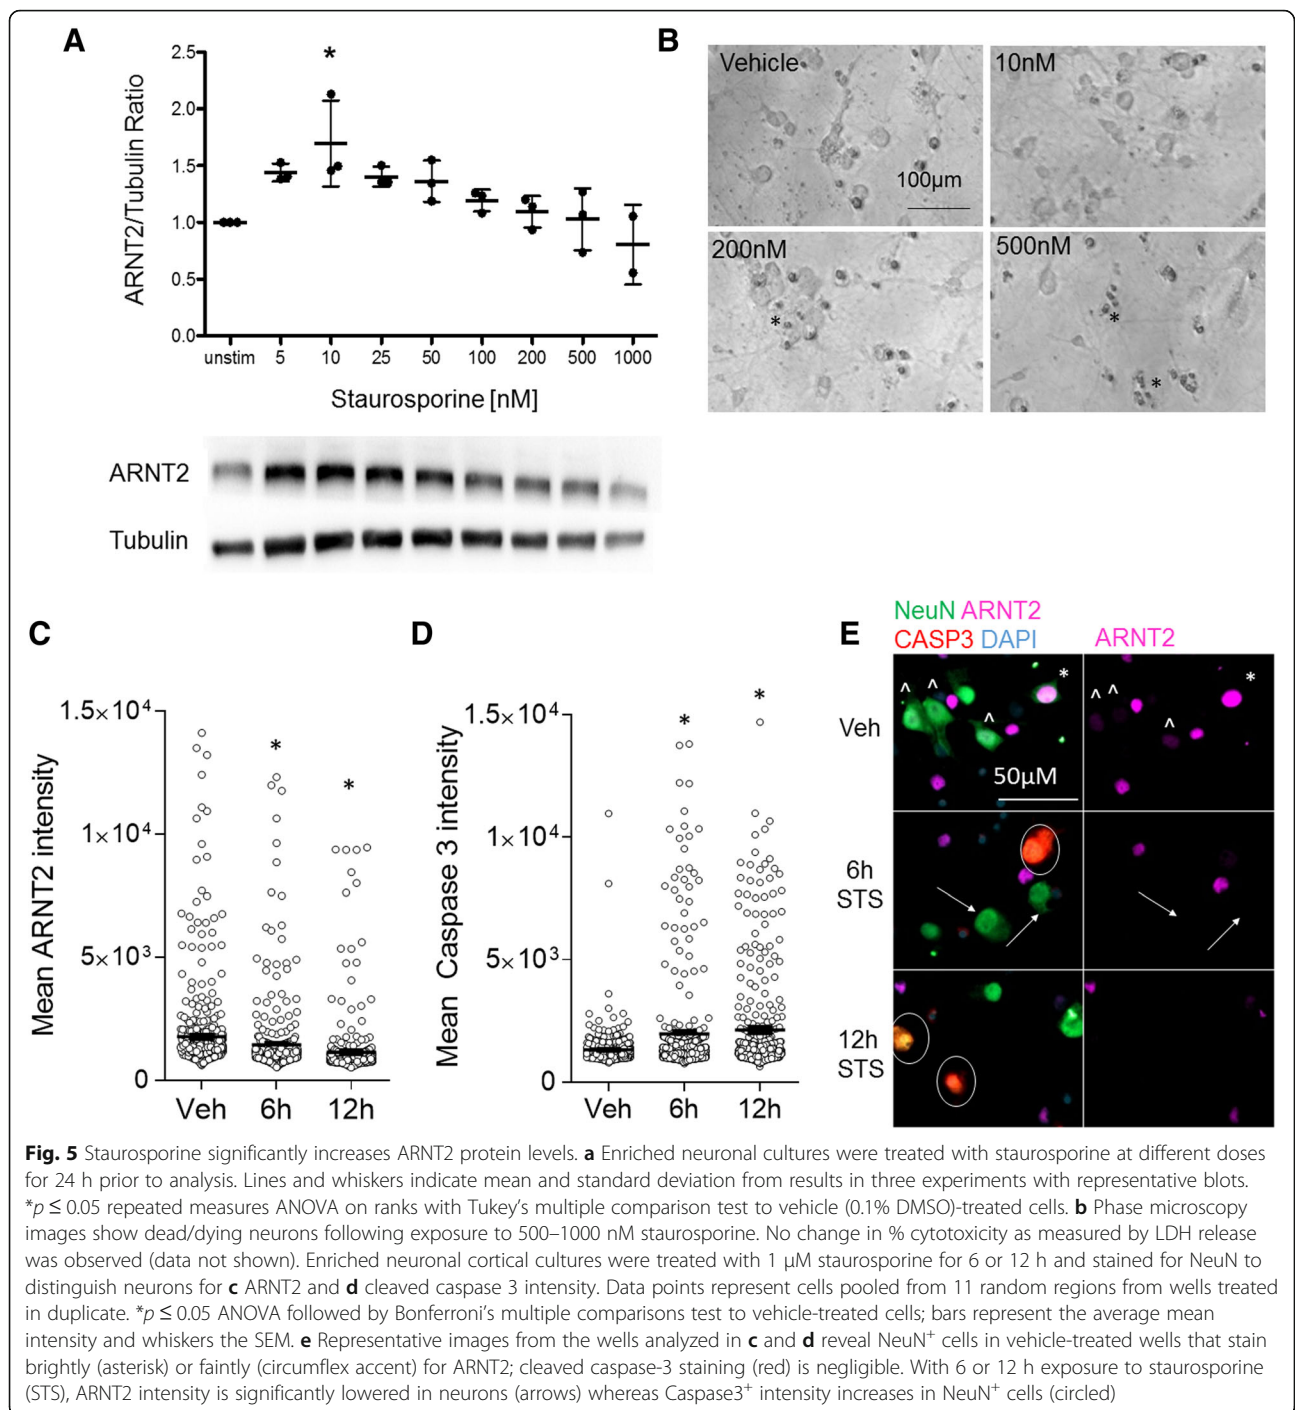 A
ARNT2/Tubulin Ratio
2.5
2.0
1.5
1.0
0.5
0.0
*
unstim 5 10 25 50 100 200 500 1000
Staurosporine [nM]
ARNT2
Tubulin
B
Vehicle
100µm
10nM
200nM
*
500nM
*
*
C
Mean ARNT2 intensity
1.5×10⁴
1×10⁴
5×10³
0
*
*
Veh 6h 12h
D
Mean Caspase 3 intensity
1.5×10⁴
1×10⁴
5×10³
0
*
*
Veh 6h 12h
E
NeuN ARNT2
CASP3 DAPI
ARNT2
Veh
^ ^ ^ *
^ ^ ^ *
50µM
6h
STS
12h
STS
Fig. 5 Staurosporine significantly increases ARNT2 protein levels. a Enriched neuronal cultures were treated with staurosporine at different doses
for 24 h prior to analysis. Lines and whiskers indicate mean and standard deviation from results in three experiments with representative blots.
*p ≤ 0.05 repeated measures ANOVA on ranks with Tukey's multiple comparison test to vehicle (0.1% DMSO)-treated cells. b Phase microscopy
images show dead/dying neurons following exposure to 500–1000 nM staurosporine. No change in % cytotoxicity as measured by LDH release
was observed (data not shown). Enriched neuronal cortical cultures were treated with 1 μM staurosporine for 6 or 12 h and stained for NeuN to
distinguish neurons for c ARNT2 and d cleaved caspase 3 intensity. Data points represent cells pooled from 11 random regions from wells treated
in duplicate. *p ≤ 0.05 ANOVA followed by Bonferroni's multiple comparisons test to vehicle-treated cells; bars represent the average mean
intensity and whiskers the SEM. e Representative images from the wells analyzed in c and d reveal NeuN⁺ cells in vehicle-treated wells that stain
brightly (asterisk) or faintly (circumflex accent) for ARNT2; cleaved caspase-3 staining (red) is negligible. With 6 or 12 h exposure to staurosporine
(STS), ARNT2 intensity is significantly lowered in neurons (arrows) whereas Caspase3⁺ intensity increases in NeuN⁺ cells (circled)